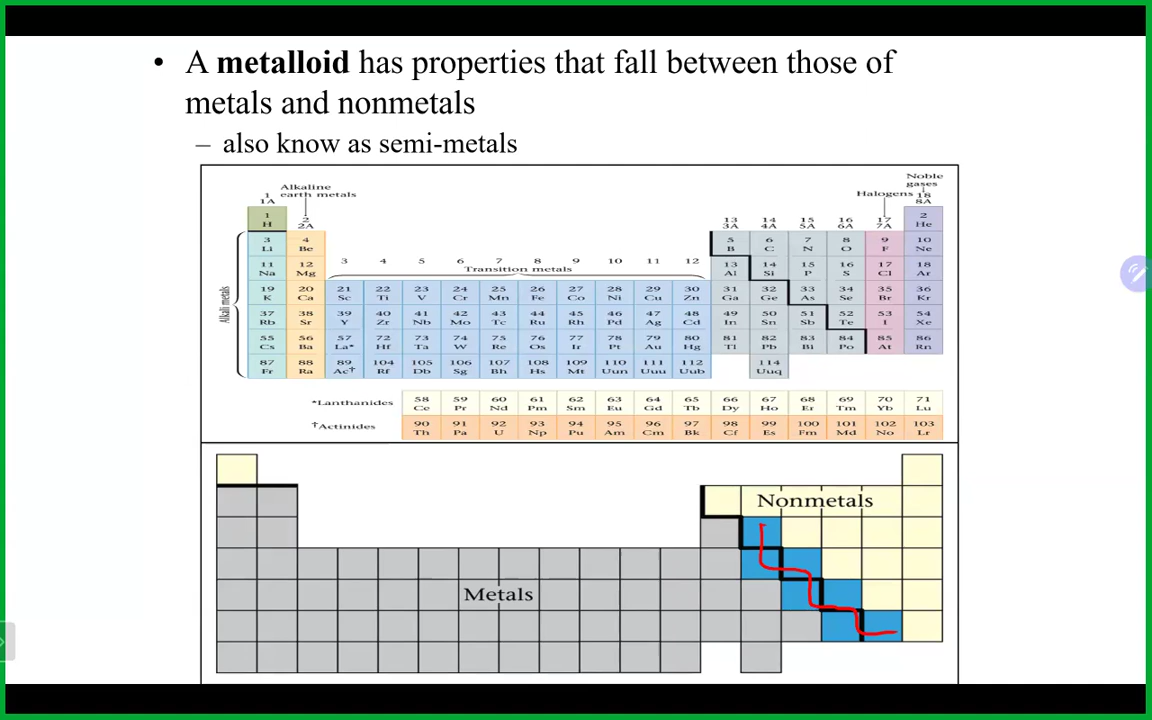 • A metalloid has properties that fall between those of
metals and nonmetals
– also know as semi-metals
Noble
gases
Alkaline
earth metals
Halogens
1 18
1A 8A
1 2 13 14 15 16 17 2
H 2A 3A 4A 5A 6A 7A He
3 4 5 6 7 8 9 10
Li Be B C N O F Ne
3 4 5 6 7 8 9 10 11 12
Transition metals
11 12 13 14 15 16 17 18
Na Mg Al Si P S Cl Ar
Alkali metals
19 20 21 22 23 24 25 26 27 28 29 30 31 32 33 34 35 36
K Ca Sc Ti V Cr Mn Fe Co Ni Cu Zn Ga Ge As Se Br Kr
37 38 39 40 41 42 43 44 45 46 47 48 49 50 51 52 53 54
Rb Sr Y Zr Nb Mo Tc Ru Rh Pd Ag Cd In Sn Sb Te I Xe
55 56 57 72 73 74 75 76 77 78 79 80 81 82 83 84 85 86
Cs Ba La* Hf Ta W Re Os Ir Pt Au Hg Tl Pb Bi Po At Rn
87 88 89 104 105 106 107 108 109 110 111 112 114
Fr Ra Ac† Rf Db Sg Bh Hs Mt Uun Uuu Uub Uuq
*Lanthanides
58 59 60 61 62 63 64 65 66 67 68 69 70 71
Ce Pr Nd Pm Sm Eu Gd Tb Dy Ho Er Tm Yb Lu
†Actinides
90 91 92 93 94 95 96 97 98 99 100 101 102 103
Th Pa U Np Pu Am Cm Bk Cf Es Fm Md No Lr
Nonmetals
Metals